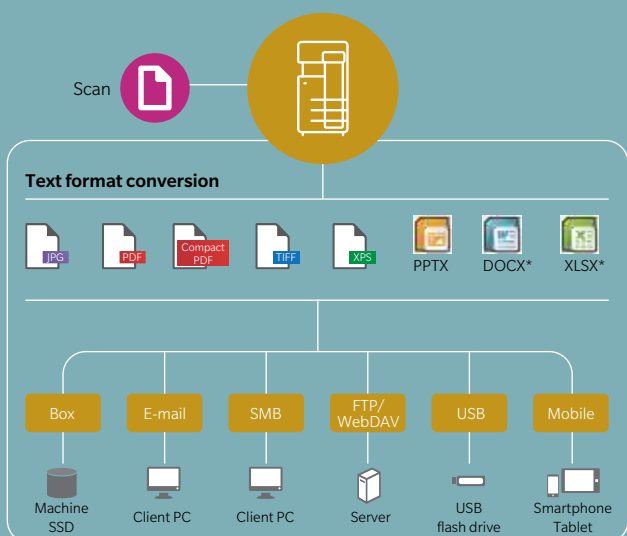 Scan
Text format conversion
JPG
PDF
Compact
PDF
TIFF
XPS
PPTX
DOCX*
XLSX*
Box
E-mail
SMB
FTP/
WebDAV
USB
Mobile
Machine
SSD
Client PC
Client PC
Server
USB
flash drive
Smartphone
Tablet